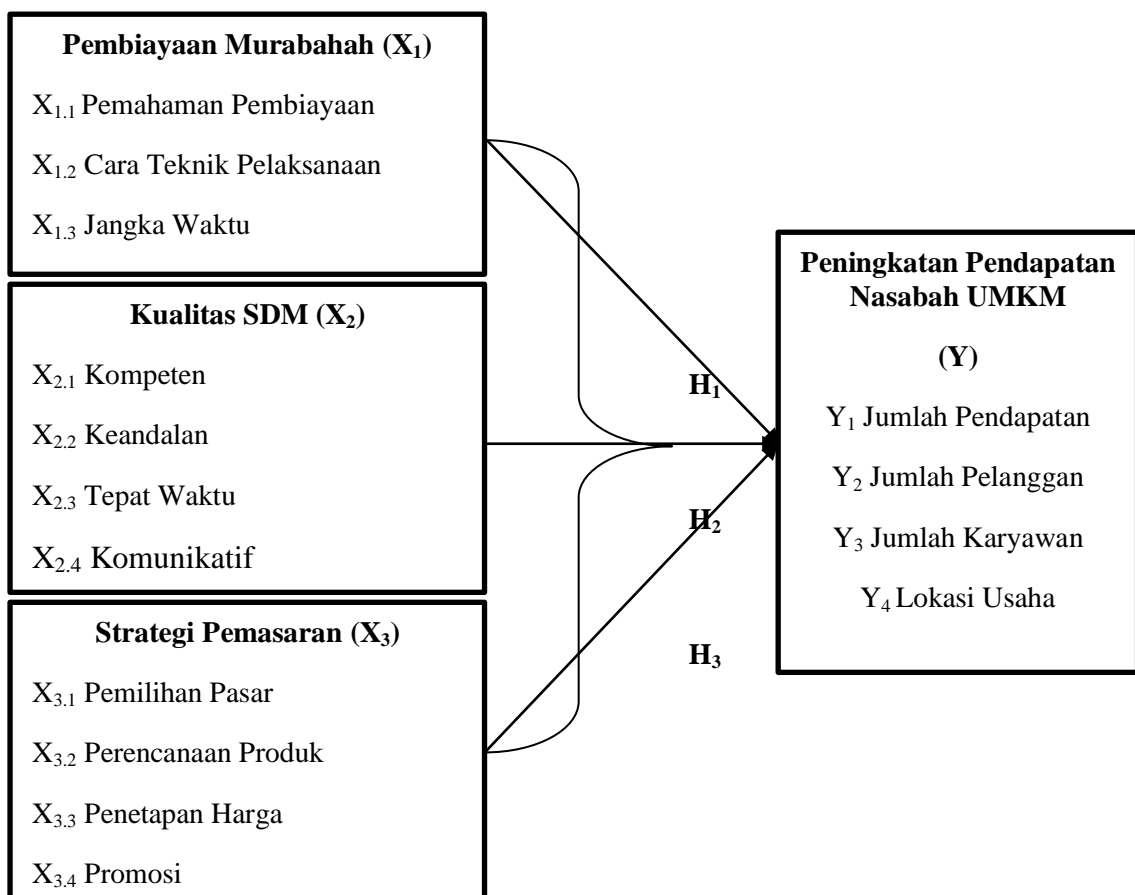 Pembiayaan Murabahah (X₁)
X₁.₁ Pemahaman Pembiayaan
X₁.₂ Cara Teknik Pelaksanaan
X₁.₃ Jangka Waktu
Kualitas SDM (X₂)
X₂.₁ Kompeten
X₂.₂ Keandalan
X₂.₃ Tepat Waktu
X₂.₄ Komunikatif
Strategi Pemasaran (X₃)
X₃.₁ Pemilihan Pasar
X₃.₂ Perencanaan Produk
X₃.₃ Penetapan Harga
X₃.₄ Promosi
H₁
H₂
H₃
Peningkatan Pendapatan
Nasabah UMKM
(Y)
Y₁ Jumlah Pendapatan
Y₂ Jumlah Pelanggan
Y₃ Jumlah Karyawan
Y₄ Lokasi Usaha